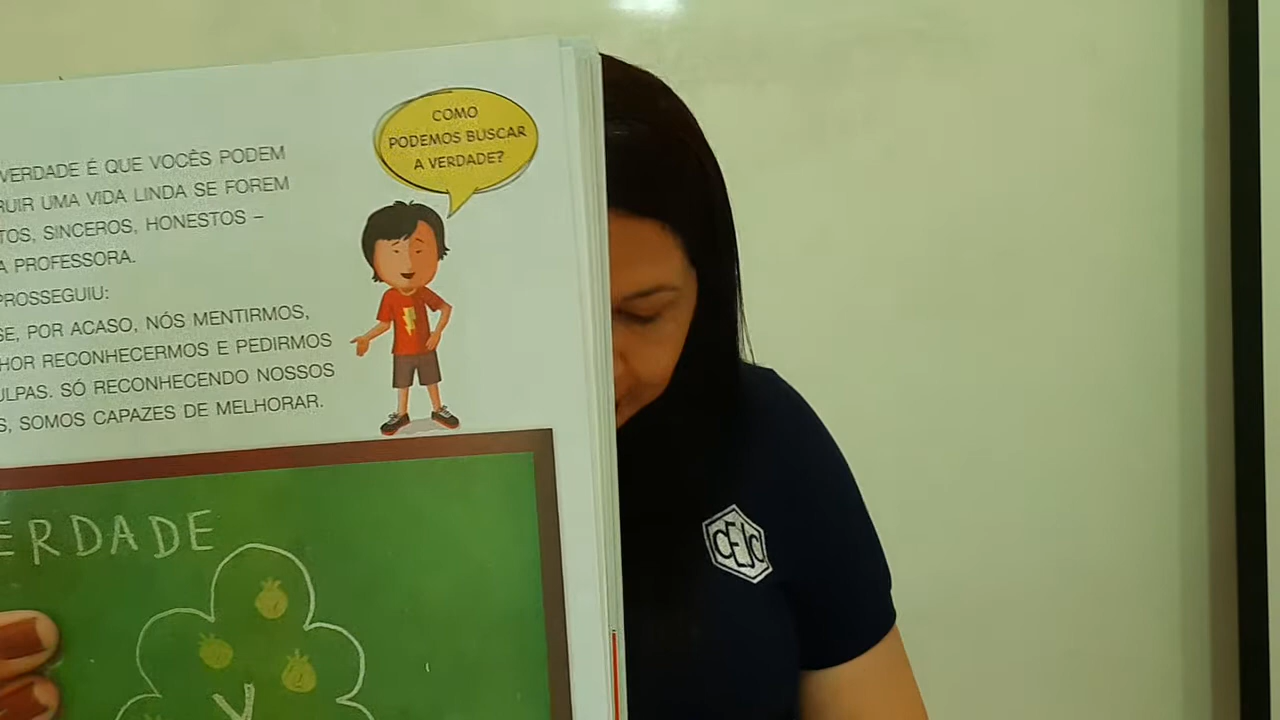 VERDADE É QUE VOCÊS PODEM
RUIR UMA VIDA LINDA SE FOREM
TOS, SINCEROS, HONESTOS –
A PROFESSORA.
PROSSEGUIU:
SE, POR ACASO, NÓS MENTIRMOS,
HOR RECONHECERMOS E PEDIRMOS
ULPAS. SÓ RECONHECENDO NOSSOS
S, SOMOS CAPAZES DE MELHORAR.
COMO
PODEMOS BUSCAR
A VERDADE?
ERDADE
CEJC